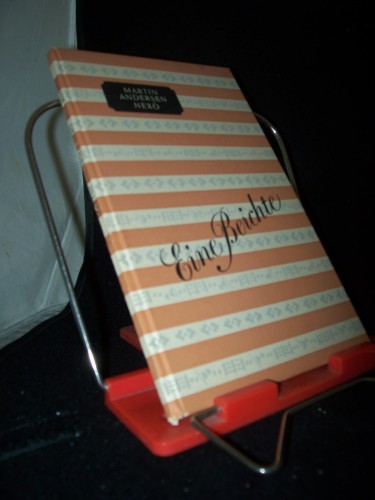 MARTIN
ANDERSEN
NEXÖ
Eine Beichte